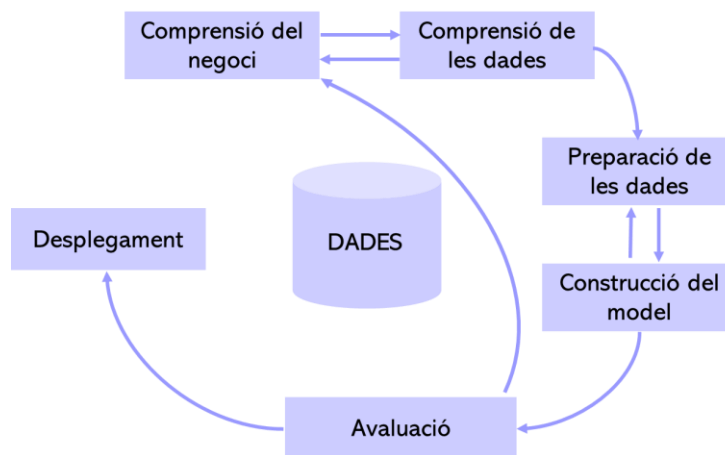 Comprensió del
negoci
Comprensió de
les dades
Preparació de
les dades
Desplegament
DADES
Construcció del
model
Avaluació